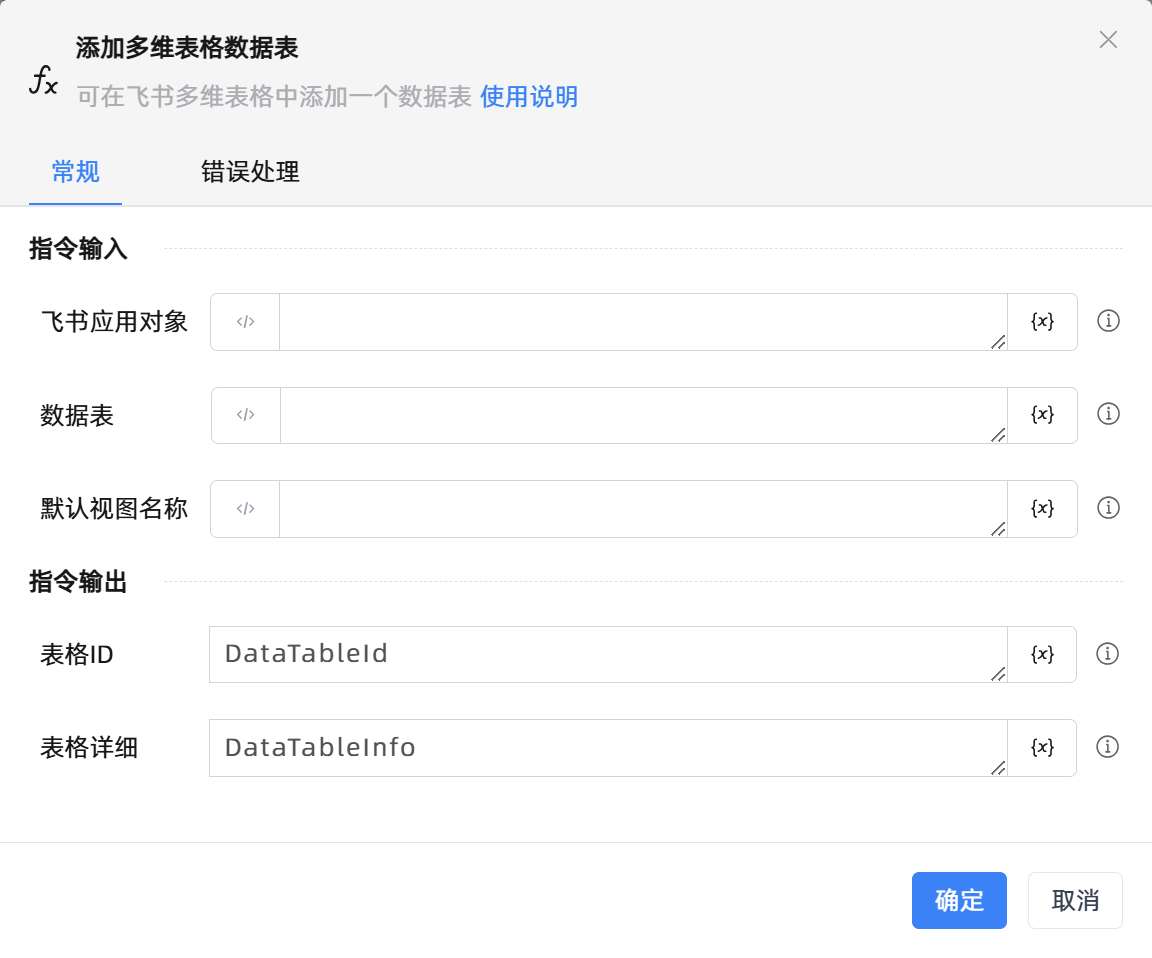 添加多维表格数据表
fx
可在飞书多维表格中添加一个数据表 使用说明
常规 错误处理
指令输入
飞书应用对象 </> {x}
数据表 </> {x}
默认视图名称 </> {x}
指令输出
表格ID DataTableId {x}
表格详细 DataTableInfo {x}
确定 取消